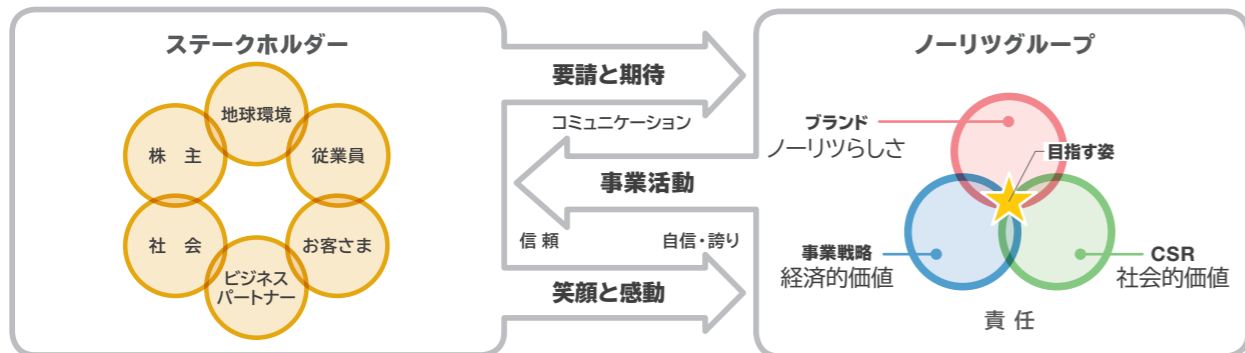 ステークホルダー
地球環境
株 主
従業員
社 会
お客さま
ビジネス
パートナー
要請と期待
コミュニケーション
事業活動
信 頼
自信・誇り
笑顔と感動
ノーリツグループ
ブランド
ノーリツらしさ
目指す姿
事業戦略
経済的価値
CSR
社会的価値
責 任